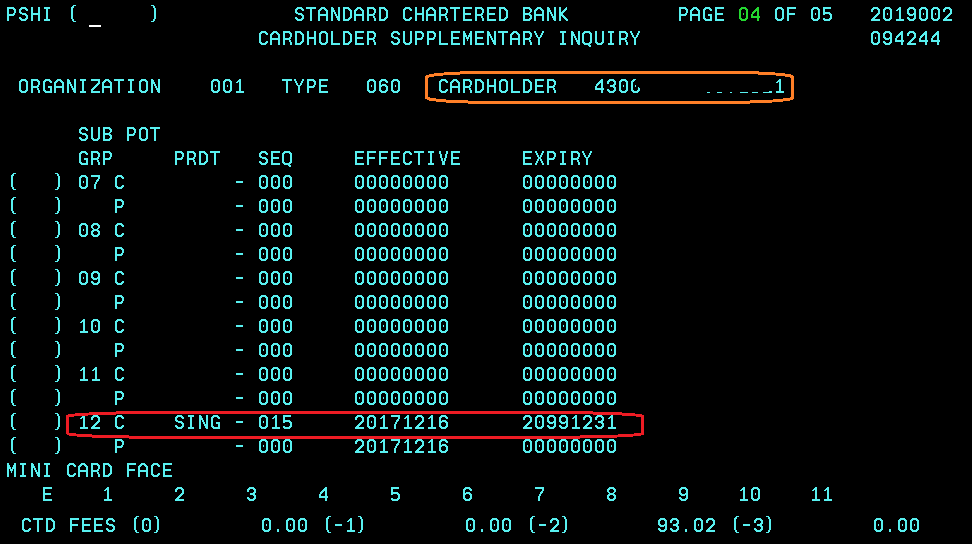 PSHI ( _ ) STANDARD CHARTERED BANK PAGE 04 OF 05 2019002
CARDHOLDER SUPPLEMENTARY INQUIRY 094244
ORGANIZATION 001 TYPE 060 CARDHOLDER 4300
SUB POT
GRP PRDT SEQ EFFECTIVE EXPIRY
( ) 07 C - 000 00000000 00000000
( ) P - 000 00000000 00000000
( ) 08 C - 000 00000000 00000000
( ) P - 000 00000000 00000000
( ) 09 C - 000 00000000 00000000
( ) P - 000 00000000 00000000
( ) 10 C - 000 00000000 00000000
( ) P - 000 00000000 00000000
( ) 11 C - 000 00000000 00000000
( ) P - 000 00000000 00000000
( ) 12 C SING - 015 20171216 20991231
( ) P - 000 20171216 00000000
MINI CARD FACE
E 1 2 3 4 5 6 7 8 9 10 11
CTD FEES (0) 0.00 (-1) 0.00 (-2) 93.02 (-3) 0.00